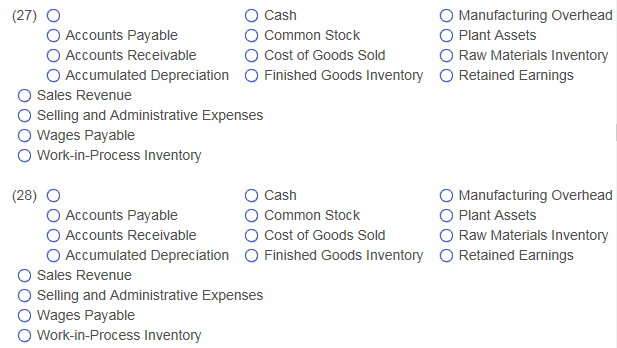 (27) Cash Manufacturing Overhead
Accounts Payable Common Stock Plant Assets
Accounts Receivable Cost of Goods Sold Raw Materials Inventory
Accumulated Depreciation Finished Goods Inventory Retained Earnings
Sales Revenue
Selling and Administrative Expenses
Wages Payable
Work-in-Process Inventory
(28) Cash Manufacturing Overhead
Accounts Payable Common Stock Plant Assets
Accounts Receivable Cost of Goods Sold Raw Materials Inventory
Accumulated Depreciation Finished Goods Inventory Retained Earnings
Sales Revenue
Selling and Administrative Expenses
Wages Payable
Work-in-Process Inventory